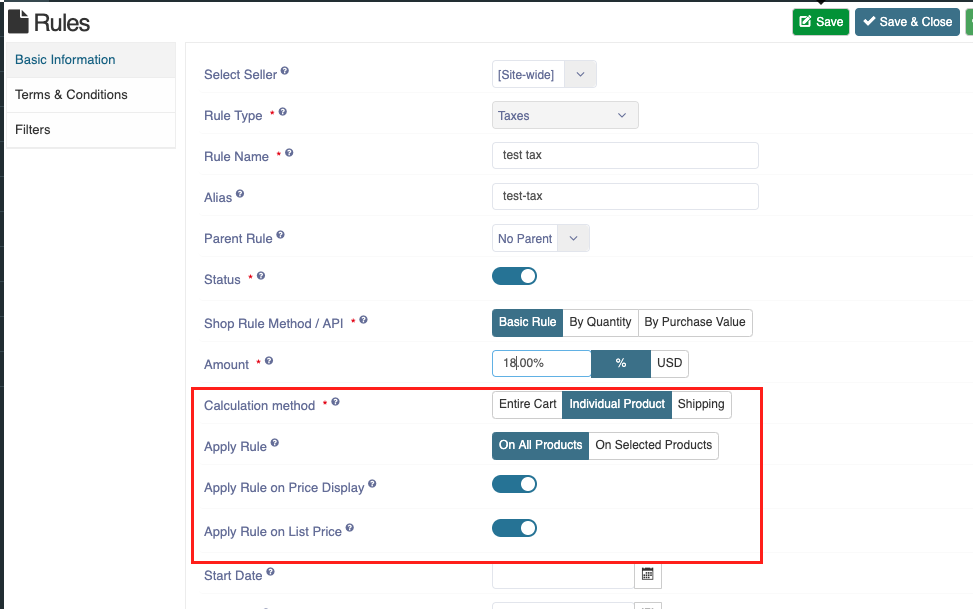 Rules
Save
Save & Close
Basic Information
Terms & Conditions
Filters
Select Seller ?
[Site-wide]
Rule Type * ?
Taxes
Rule Name * ?
test tax
Alias ?
test-tax
Parent Rule ?
No Parent
Status * ?
Shop Rule Method / API * ?
Basic Rule By Quantity By Purchase Value
Amount * ?
18.00% % USD
Calculation method * ?
Entire Cart Individual Product Shipping
Apply Rule ?
On All Products On Selected Products
Apply Rule on Price Display ?
Apply Rule on List Price ?
Start Date ?